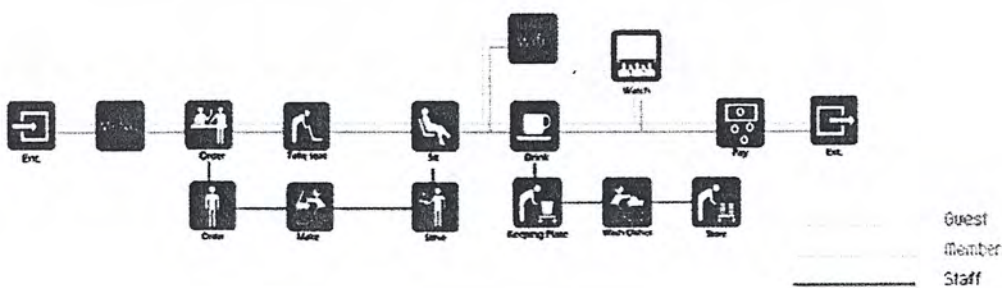 Watch
Ent.
Order
Take seat
Sit
Drink
Pay
Exit.
Order
Make
Serve
Keeping Plate
Wash Dishes
Store
Guest
Member
Staff